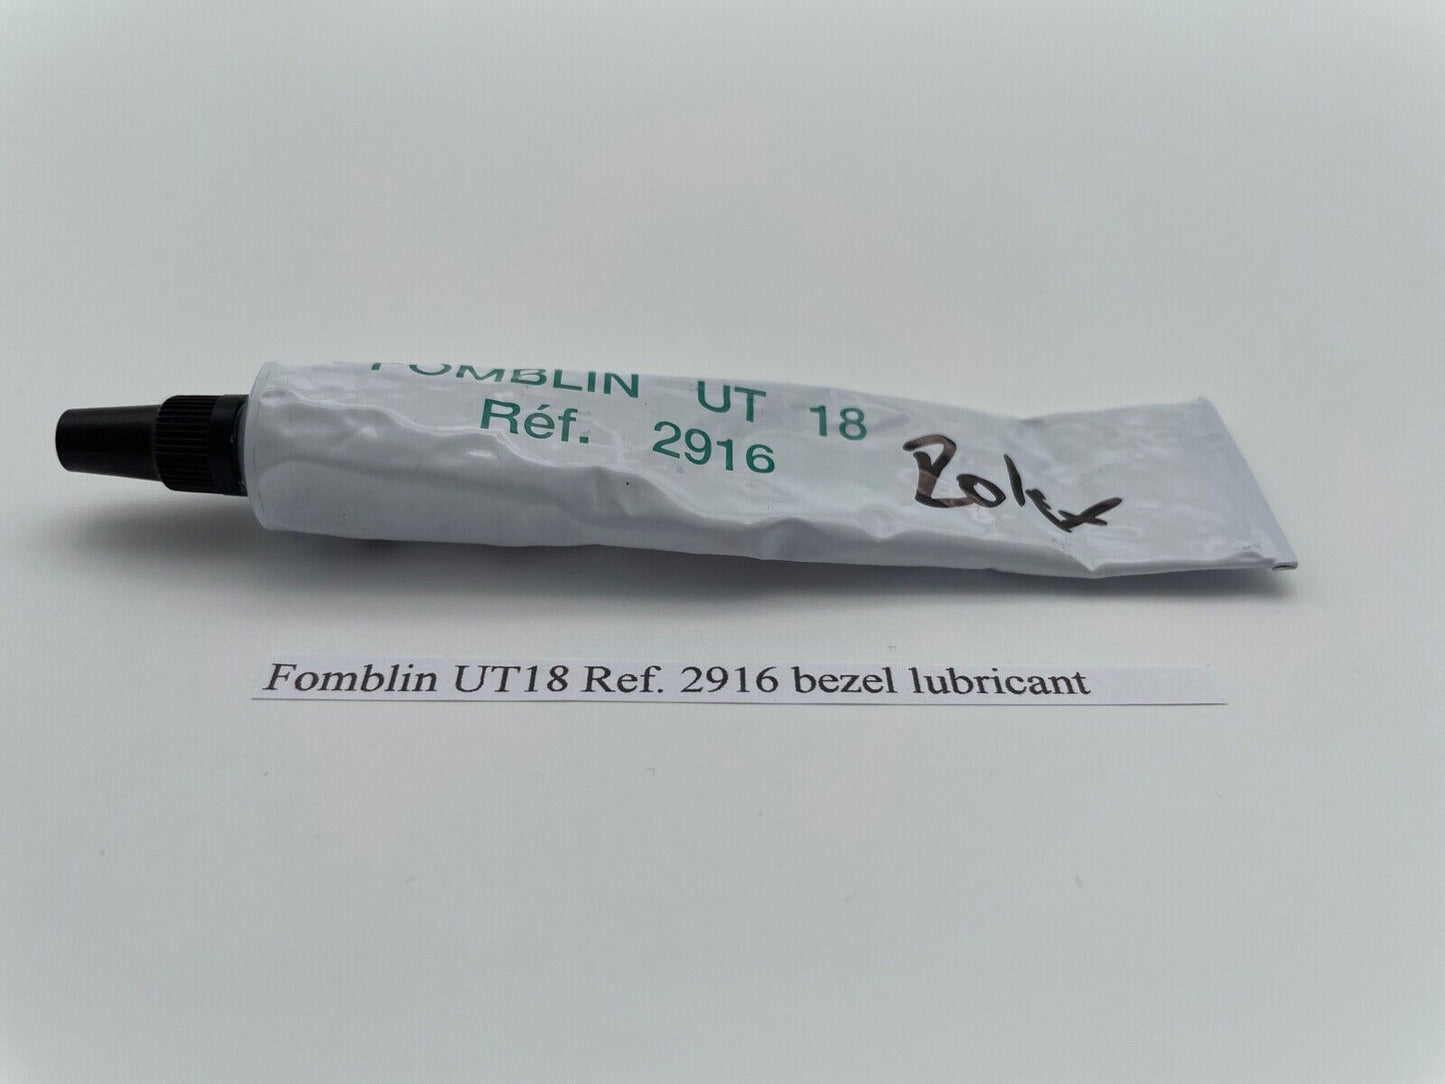 FOMBLIN UT 18
Réf. 2916
Rolex
Fomblin UT18 Ref. 2916 bezel lubricant